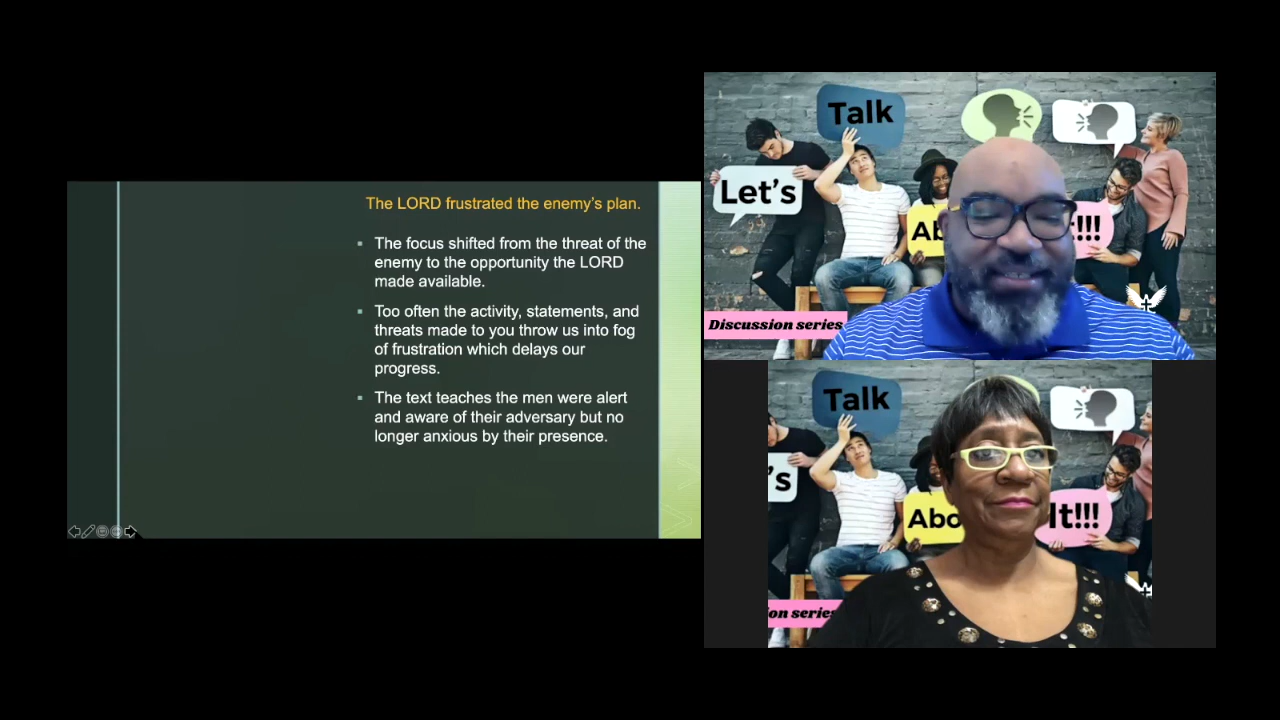 The LORD frustrated the enemy's plan.
The focus shifted from the threat of the
enemy to the opportunity the LORD
made available.
Too often the activity, statements, and
threats made to you throw us into fog
of frustration which delays our
progress.
The text teaches the men were alert
and aware of their adversary but no
longer anxious by their presence.
Talk
Let's
Ab
t!!!
Discussion series
Talk
's
Abo
It!!!
on series